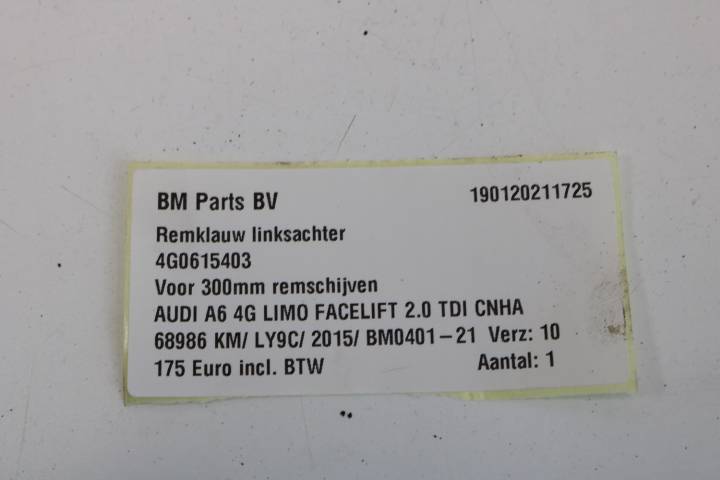 BM Parts BV 190120211725
Remklauw linksachter
4G0615403
Voor 300mm remschijven
AUDI A6 4G LIMO FACELIFT 2.0 TDI CNHA
68986 KM/ LY9C/ 2015/ BM0401-21 Verz: 10
175 Euro incl. BTW Aantal: 1